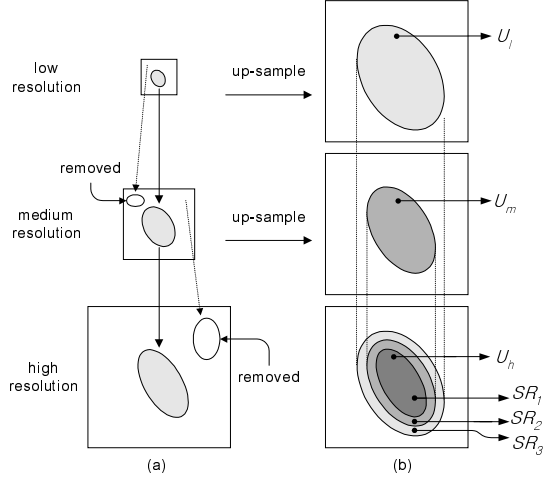 low
resolution
up-sample
U_l
removed
medium
resolution
up-sample
U_m
high
resolution
removed
U_h
SR_1
SR_2
SR_3
(a)
(b)